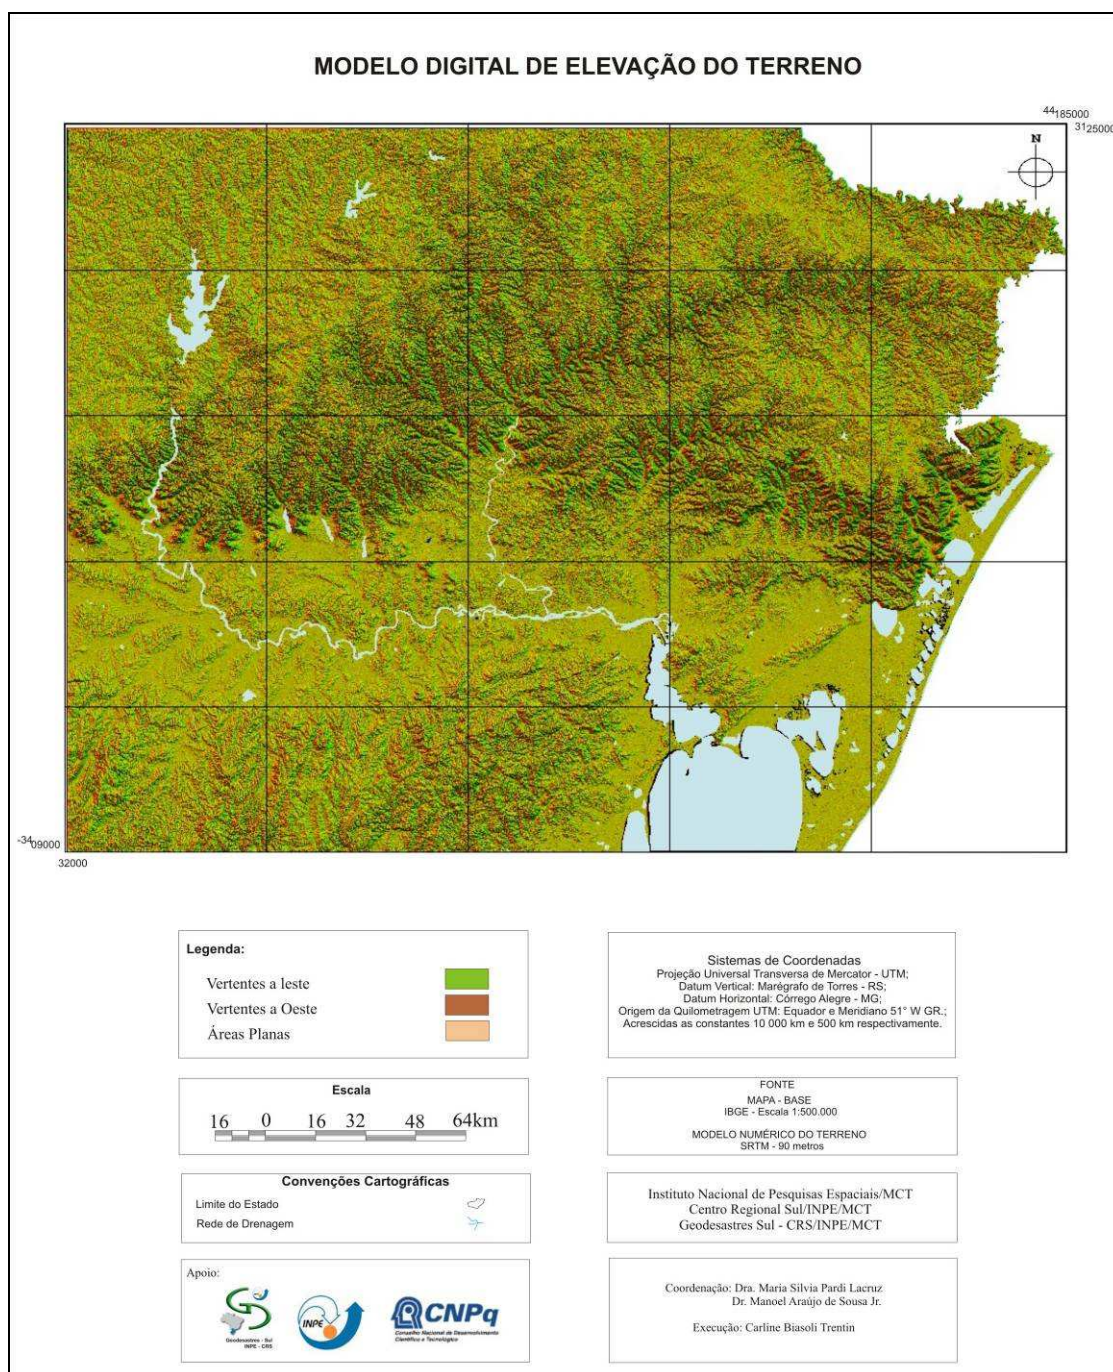 MODELO DIGITAL DE ELEVAÇÃO DO TERRENO
44185000
3125000
N
-3409000
32000
Legenda:
Vertentes a leste
Vertentes a Oeste
Áreas Planas
Sistemas de Coordenadas
Projeção Universal Transversa de Mercator - UTM;
Datum Vertical: Marégrafo de Torres - RS;
Datum Horizontal: Córrego Alegre - MG;
Origem da Quilometragem UTM: Equador e Meridiano 51° W GR.;
Acrescidas as constantes 10 000 km e 500 km respectivamente.
Escala
16 0 16 32 48 64km
FONTE
MAPA - BASE
IBGE - Escala 1:500.000
MODELO NUMÉRICO DO TERRENO
SRTM - 90 metros
Convenções Cartográficas
Limite do Estado
Rede de Drenagem
Instituto Nacional de Pesquisas Espaciais/MCT
Centro Regional Sul/INPE/MCT
Geodesastres Sul - CRS/INPE/MCT
Apoio:
Geodesastres - Sul
INPE - CRS
INPE
CNPq
Conselho Nacional de Desenvolvimento
Científico e Tecnológico
Coordenação: Dra. Maria Silvia Pardi Lacruz
Dr. Manoel Araújo de Sousa Jr.
Execução: Carline Biasoli Trentin